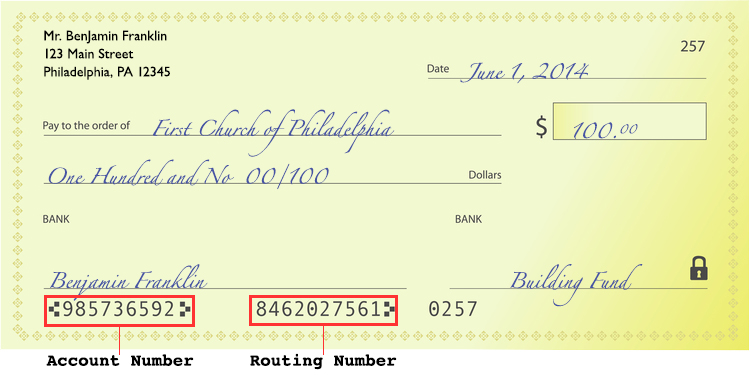 Mr. Benjamin Franklin
123 Main Street
Philadelphia, PA 12345
257
Date June 1, 2014
Pay to the order of First Church of Philadelphia $ 100.00
One Hundred and No 00/100 Dollars
BANK BANK
Benjamin Franklin Building Fund
⑆985736592⑆ 8462027561⑆ 0257
Account Number Routing Number